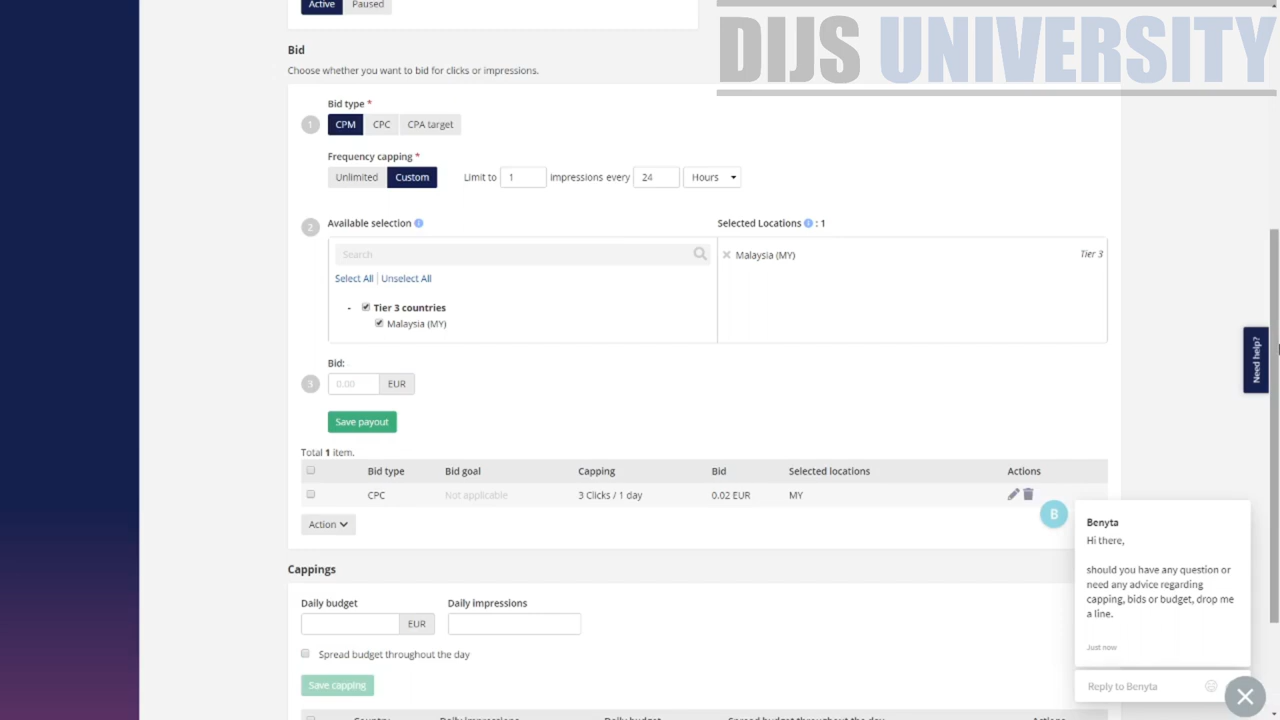 Active Paused
DIJS UNIVERSITY
Bid
Choose whether you want to bid for clicks or impressions.
Bid type *
1 CPM CPC CPA target
Frequency capping *
Unlimited Custom Limit to 1 Impressions every 24 Hours
2 Available selection Selected Locations : 1
Search
Malaysia (MY) Tier 3
Select All | Unselect All
- Tier 3 countries
Malaysia (MY)
Need help?
Bid:
3 0.00 EUR
Save payout
Total 1 item.
Bid type Bid goal Capping Bid Selected locations Actions
CPC Not applicable 3 Clicks / 1 day 0.02 EUR MY
Action
B
Benyta
Hi there,
should you have any question or
need any advice regarding
capping, bids or budget, drop me
a line.
Just now
Reply to Benyta
Cappings
Daily budget Daily impressions
EUR
Spread budget throughout the day
Save capping
Country Daily impressions Daily budget Spread budget throughout the day Actions